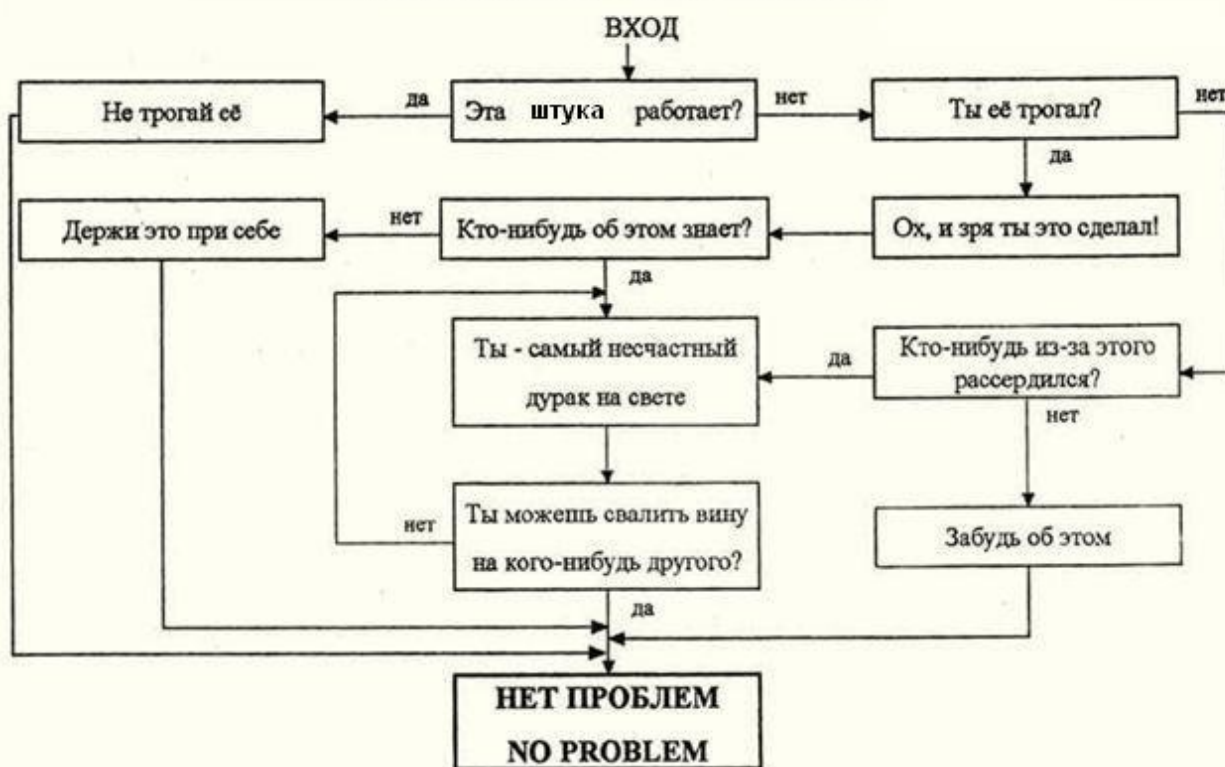 ВХОД
Не трогай её
да
Эта штука работает?
нет
Ты её трогал?
нет
да
Держи это при себе
нет
Кто-нибудь об этом знает?
Ох, и зря ты это сделал!
да
Ты - самый несчастный
дурак на свете
да
Кто-нибудь из-за этого
рассердился?
нет
нет
Ты можешь свалить вину
на кого-нибудь другого?
Забудь об этом
да
НЕТ ПРОБЛЕМ
NO PROBLEM